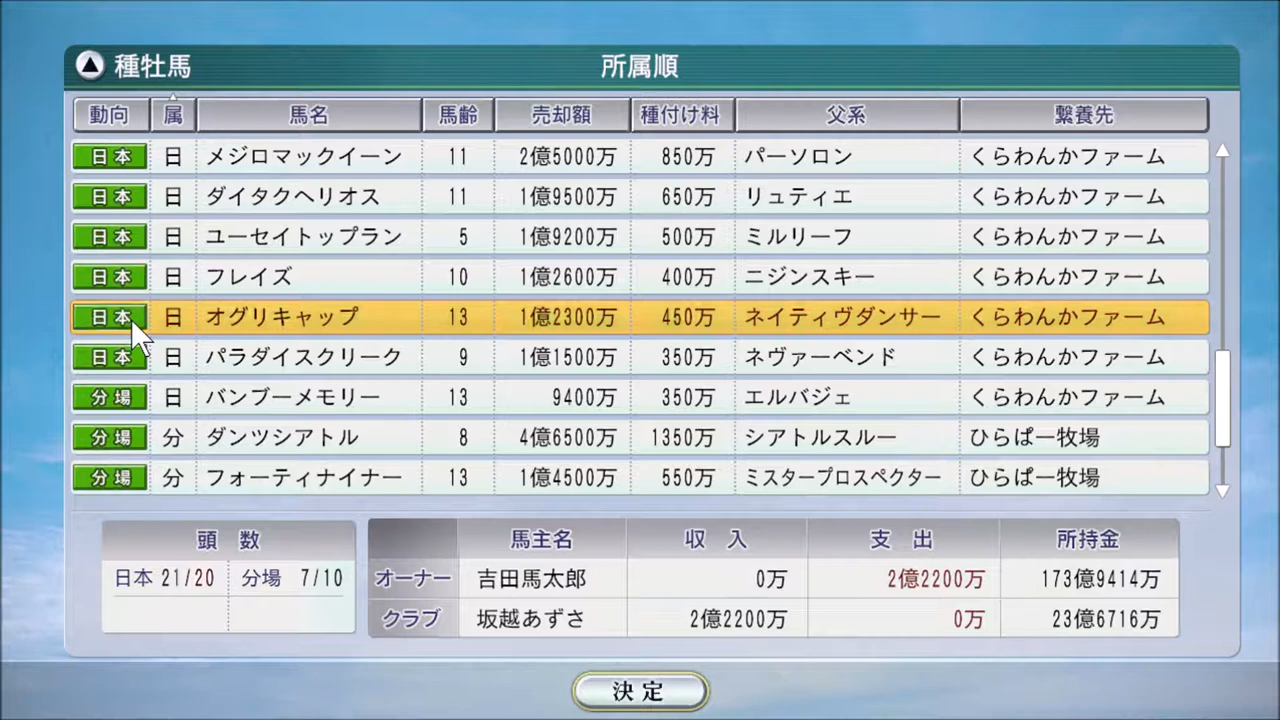 種牡馬 所属順
動向 属 馬名 馬齢 売却額 種付け料 父系 繋養先
日本 日 メジロマックイーン 11 2億5000万 850万 パーソロン くらわんかファーム
日本 日 ダイタクヘリオス 11 1億9500万 650万 リュティエ くらわんかファーム
日本 日 ユーセイトップラン 5 1億9200万 500万 ミルリーフ くらわんかファーム
日本 日 フレイズ 10 1億2600万 400万 ニジンスキー くらわんかファーム
日本 日 オグリキャップ 13 1億2300万 450万 ネイティヴダンサー くらわんかファーム
日本 日 パラダイスクリーク 9 1億1500万 350万 ネヴァーベンド くらわんかファーム
分場 日 バンブーメモリー 13 9400万 350万 エルバジェ くらわんかファーム
分場 分 ダンツシアトル 8 4億6500万 1350万 シアトルスルー ひらぱー牧場
分場 分 フォーティナイナー 13 1億4500万 550万 ミスタープロスペクター ひらぱー牧場
頭数 馬主名 収入 支出 所持金
日本 21/20 分場 7/10 オーナー 吉田馬太郎 0万 2億2200万 173億9414万
クラブ 坂越あずさ 2億2200万 0万 23億6716万
決定